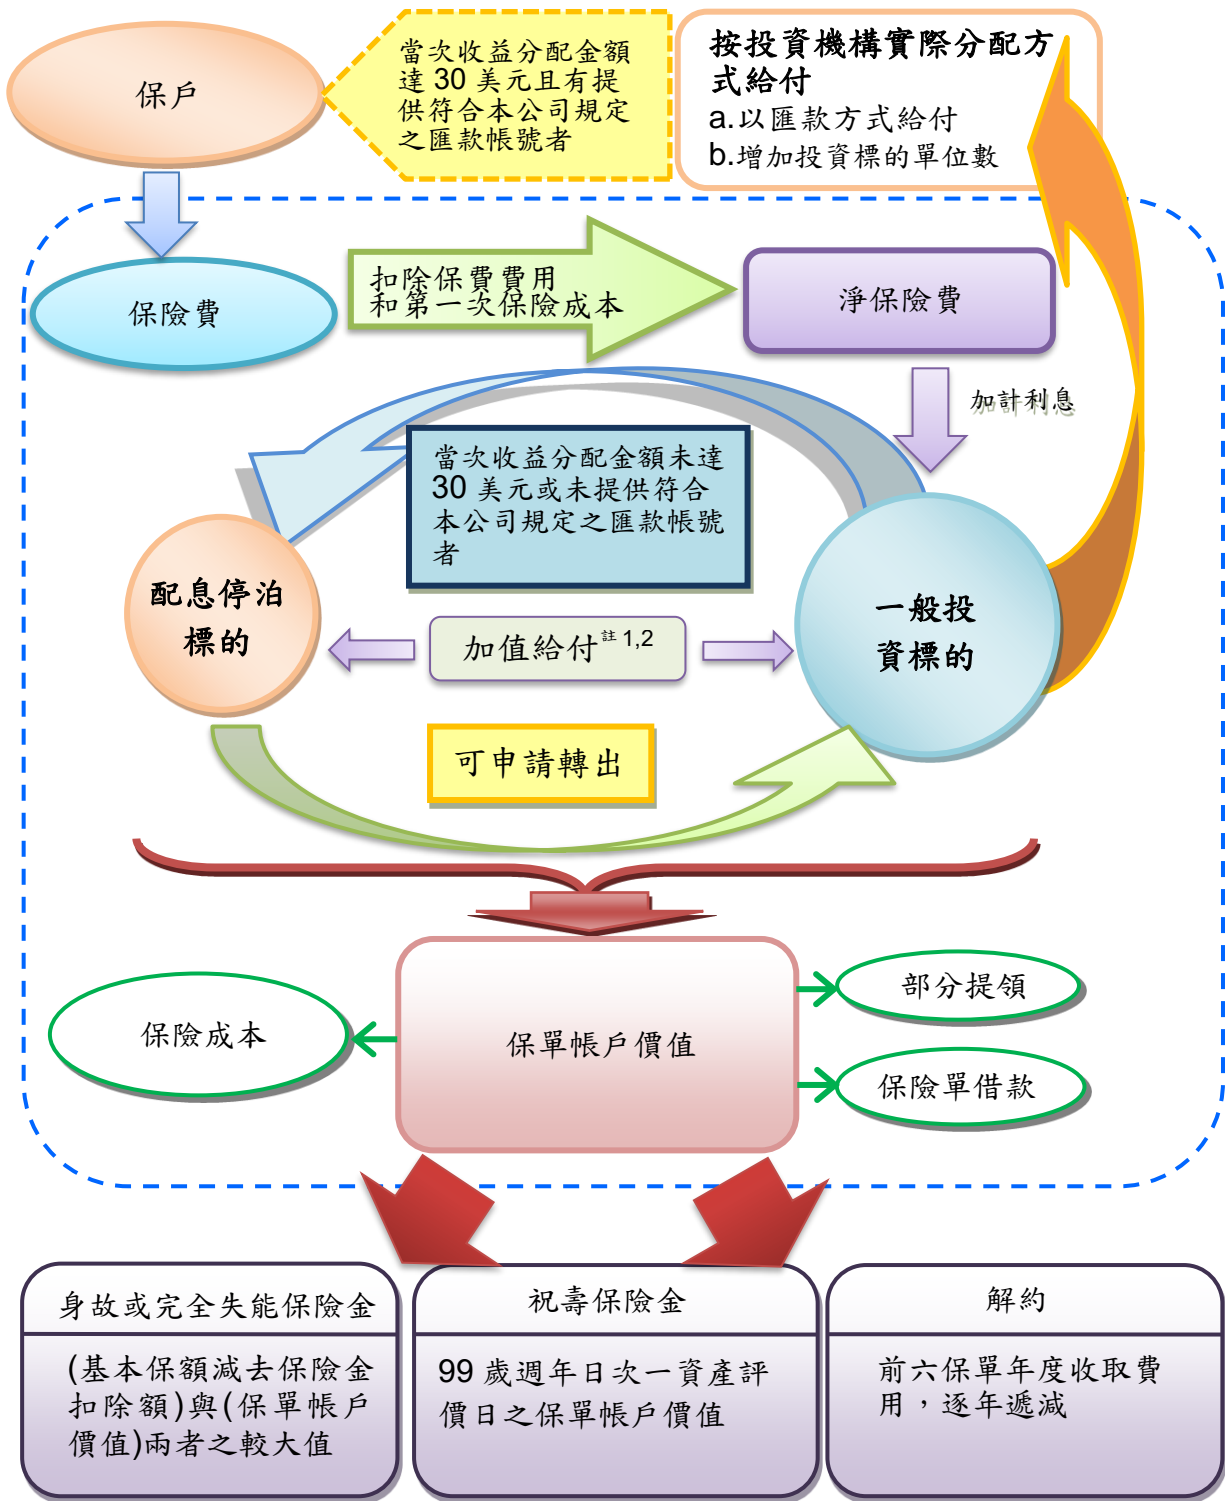 保戶
當次收益分配金額
達 30 美元且有提
供符合本公司規定
之匯款帳號者
按投資機構實際分配方
式給付
a.以匯款方式給付
b.增加投資標的單位數
保險費
扣除保費費用
和第一次保險成本
淨保險費
加計利息
當次收益分配金額未達
30 美元或未提供符合
本公司規定之匯款帳號
者
配息停泊
標的
加值給付註 1,2
一般投
資標的
可申請轉出
保險成本
保單帳戶價值
部分提領
保險單借款
身故或完全失能保險金
(基本保額減去保險金
扣除額)與(保單帳戶
價值)兩者之較大值
祝壽保險金
99 歲週年日次一資產評
價日之保單帳戶價值
解約
前六保單年度收取費
用，逐年遞減